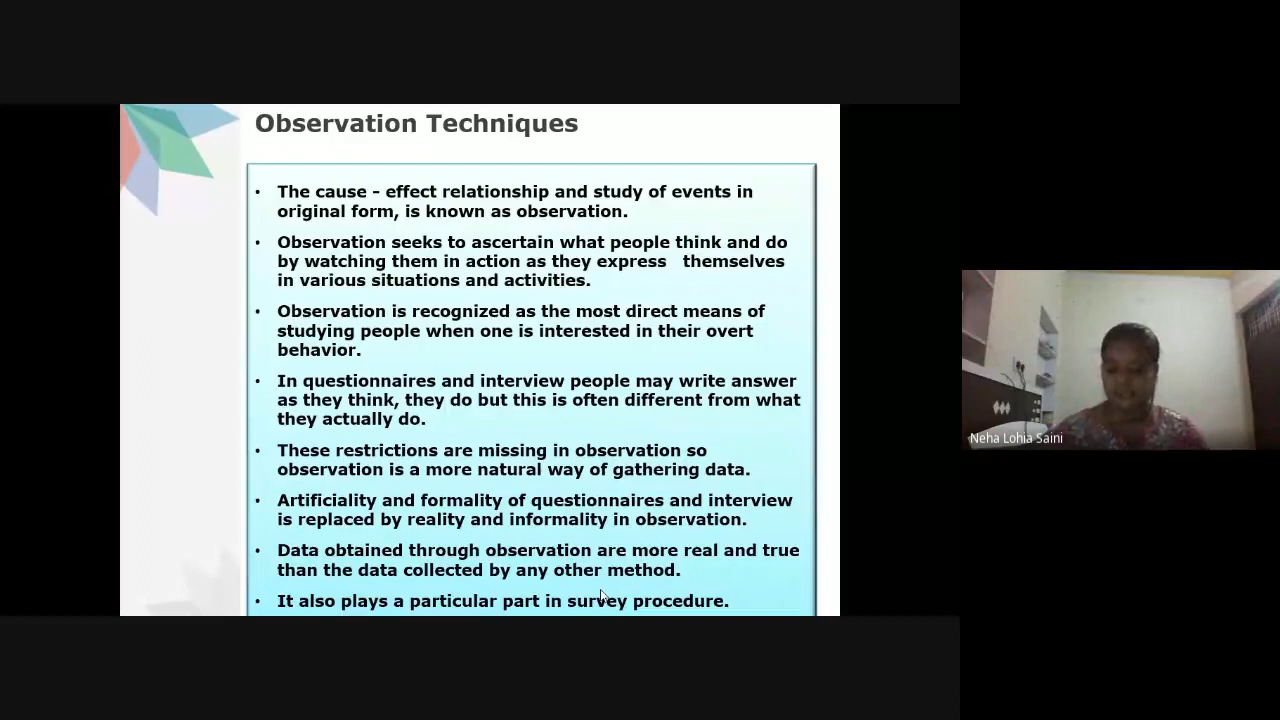 Observation Techniques
• The cause - effect relationship and study of events in
original form, is known as observation.
• Observation seeks to ascertain what people think and do
by watching them in action as they express themselves
in various situations and activities.
• Observation is recognized as the most direct means of
studying people when one is interested in their overt
behavior.
• In questionnaires and interview people may write answer
as they think, they do but this is often different from what
they actually do.
• These restrictions are missing in observation so
observation is a more natural way of gathering data.
• Artificiality and formality of questionnaires and interview
is replaced by reality and informality in observation.
• Data obtained through observation are more real and true
than the data collected by any other method.
• It also plays a particular part in survey procedure.
Neha Lohia Saini